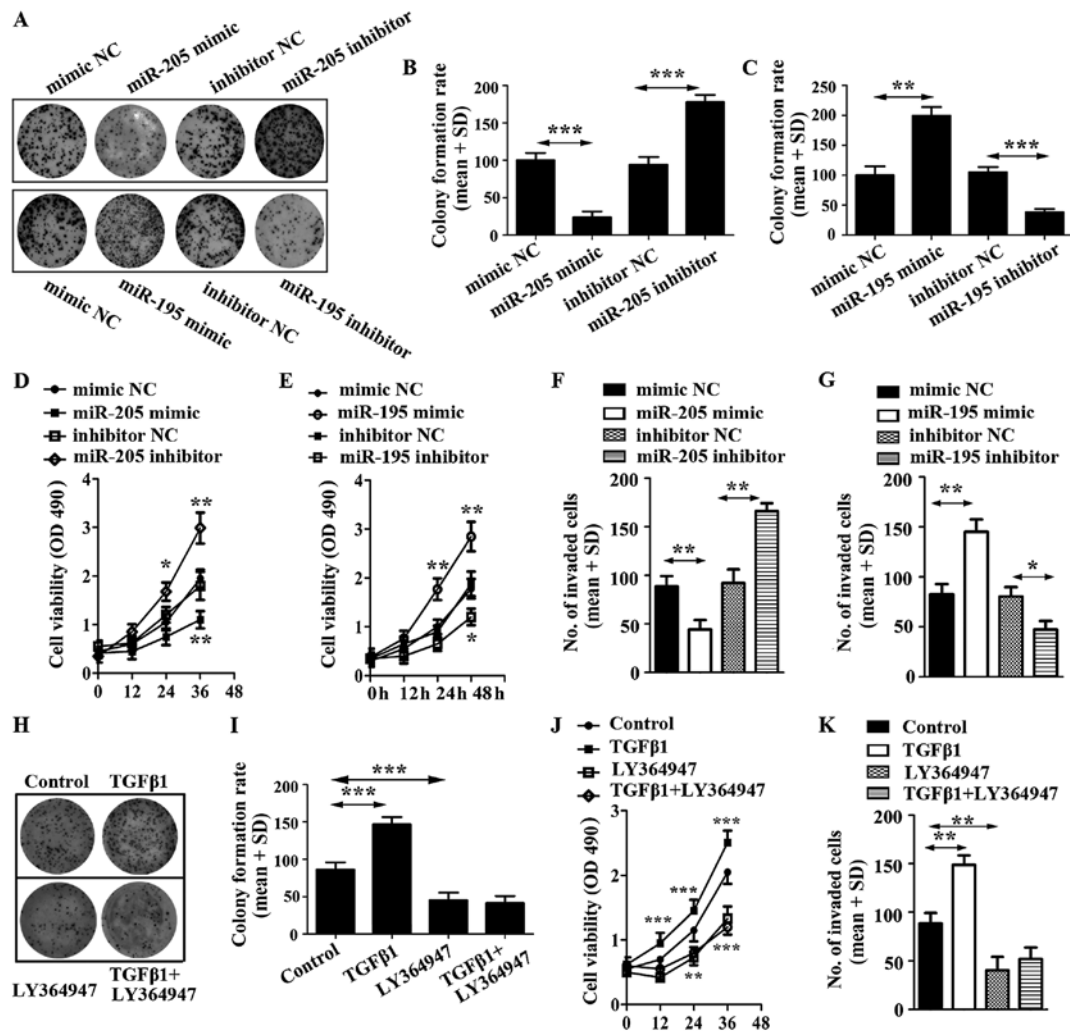 A
mimic NC
miR-205 mimic
inhibitor NC
miR-205 inhibitor
mimic NC
miR-195 mimic
inhibitor NC
miR-195 inhibitor
B
Colony formation rate
(mean + SD)
200
150
100
50
0
***
***
mimic NC
miR-205 mimic
inhibitor NC
miR-205 inhibitor
C
Colony formation rate
(mean + SD)
250
200
150
100
50
0
**
***
mimic NC
miR-195 mimic
inhibitor NC
miR-195 inhibitor
D
mimic NC
miR-205 mimic
inhibitor NC
miR-205 inhibitor
Cell viability (OD 490)
4
3
2
1
0
*
**
**
0 12 24 36 48
E
mimic NC
miR-195 mimic
inhibitor NC
miR-195 inhibitor
Cell viability (OD 490)
4
3
2
1
0
**
**
*
0 h 12 h 24 h 48 h
F
mimic NC
miR-205 mimic
inhibitor NC
miR-205 inhibitor
No. of invaded cells
(mean + SD)
200
150
100
50
0
**
**
G
mimic NC
miR-195 mimic
inhibitor NC
miR-195 inhibitor
No. of invaded cells
(mean + SD)
200
150
100
50
0
**
*
H
Control TGFβ1
LY364947
TGFβ1+
LY364947
I
Colony formation rate
(mean + SD)
200
150
100
50
0
***
***
Control
TGFβ1
LY364947
TGFβ1+
LY364947
J
Control
TGFβ1
LY364947
TGFβ1+LY364947
Cell viability (OD 490)
3
2
1
0
***
***
***
**
***
0 12 24 36 48
K
Control
TGFβ1
LY364947
TGFβ1+LY364947
No. of invaded cells
(mean + SD)
200
150
100
50
0
**
**